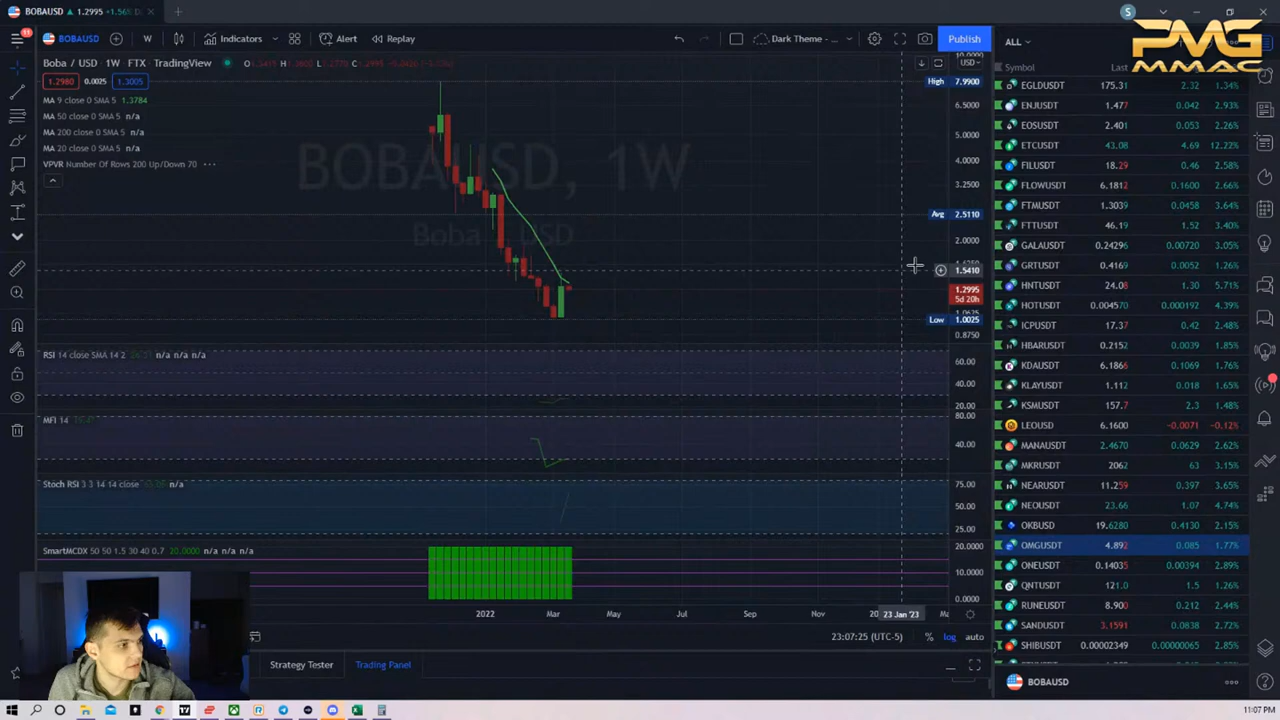 BOBAUSD ▲ 1.2995 +1.56
S
PMG
MMAC
11
BOBAUSD
W
Indicators
Alert
Replay
Dark Theme - ...
Publish
ALL
Boba / USD · 1W · FTX · TradingView
USD
1.2980
0.0025
1.3005
MA 9 close 0 SMA 5 1.3784
MA 50 close 0 SMA 5 n/a
MA 200 close 0 SMA 5 n/a
MA 20 close 0 SMA 5 n/a
VPVR Number Of Rows 200 Up/Down 70
BOBAUSD, 1W
Boba / USD
High 7.9900
6.5000
5.0000
4.0000
3.2500
Avg 2.5110
2.0000
1.5410
1.2995
5d 20h
Low 1.0025
0.8750
RSI 14 close SMA 14 2 n/a n/a n/a
60.00
40.00
20.00
MFI 14
80.00
40.00
Stoch RSI 3 3 14 14 close n/a
75.00
50.00
25.00
SmartMCDX 50 50 1.5 30 40 0.7 20.0000 n/a n/a n/a
20.0000
10.0000
0.0000
2022
Mar
May
Jul
Sep
Nov
23 Jan '23
23:07:25 (UTC-5)
%
log
auto
Strategy Tester
Trading Panel
Symbol Last
EGLDUSDT 175.31 2.32 1.34%
ENJUSDT 1.477 0.042 2.93%
EOSUSDT 2.401 0.053 2.26%
ETCUSDT 43.08 4.69 12.22%
FILUSDT 18.29 0.46 2.58%
FLOWUSDT 6.1812 0.1600 2.66%
FTMUSDT 1.3039 0.0458 3.64%
FTTUSDT 46.19 1.52 3.40%
GALAUSDT 0.24296 0.00720 3.05%
GRTUSDT 0.4169 0.0052 1.26%
HNTUSDT 24.08 1.30 5.71%
HOTUSDT 0.004570 0.000192 4.39%
ICPUSDT 17.37 0.42 2.48%
HBARUSDT 0.2152 0.0039 1.85%
KDAUSDT 6.1866 0.1069 1.76%
KLAYUSDT 1.112 0.018 1.65%
KSMUSDT 157.7 2.3 1.48%
LEOUSD 6.1600 -0.0071 -0.12%
MANAUSDT 2.4670 0.0629 2.62%
MKRUSDT 2062 63 3.15%
NEARUSDT 11.259 0.397 3.65%
NEOUSDT 23.66 1.07 4.74%
OKBUSD 19.6280 0.4130 2.15%
OMGUSDT 4.892 0.085 1.77%
ONEUSDT 0.14035 0.00394 2.89%
QNTUSDT 121.0 1.5 1.26%
RUNEUSDT 8.900 0.212 2.44%
SANDUSDT 3.1591 0.0838 2.72%
SHIBUSDT 0.00002349 0.00000065 2.85%
BOBAUSD
11:07 PM